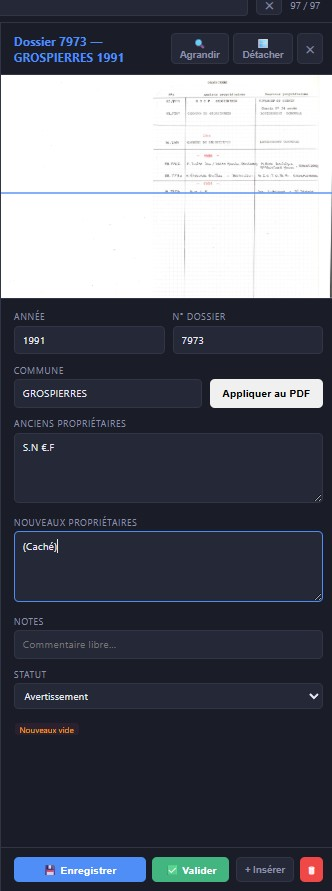 97 / 97
Dossier 7973 —
GROSPIERRES 1991
Agrandir
Détacher
ANNÉE
N° DOSSIER
1991
7973
COMMUNE
GROSPIERRES
Appliquer au PDF
ANCIENS PROPRIÉTAIRES
S.N €.F
NOUVEAUX PROPRIÉTAIRES
(Caché)
NOTES
Commentaire libre...
STATUT
Avertissement
Nouveaux vide
Enregistrer
Valider
+ Insérer